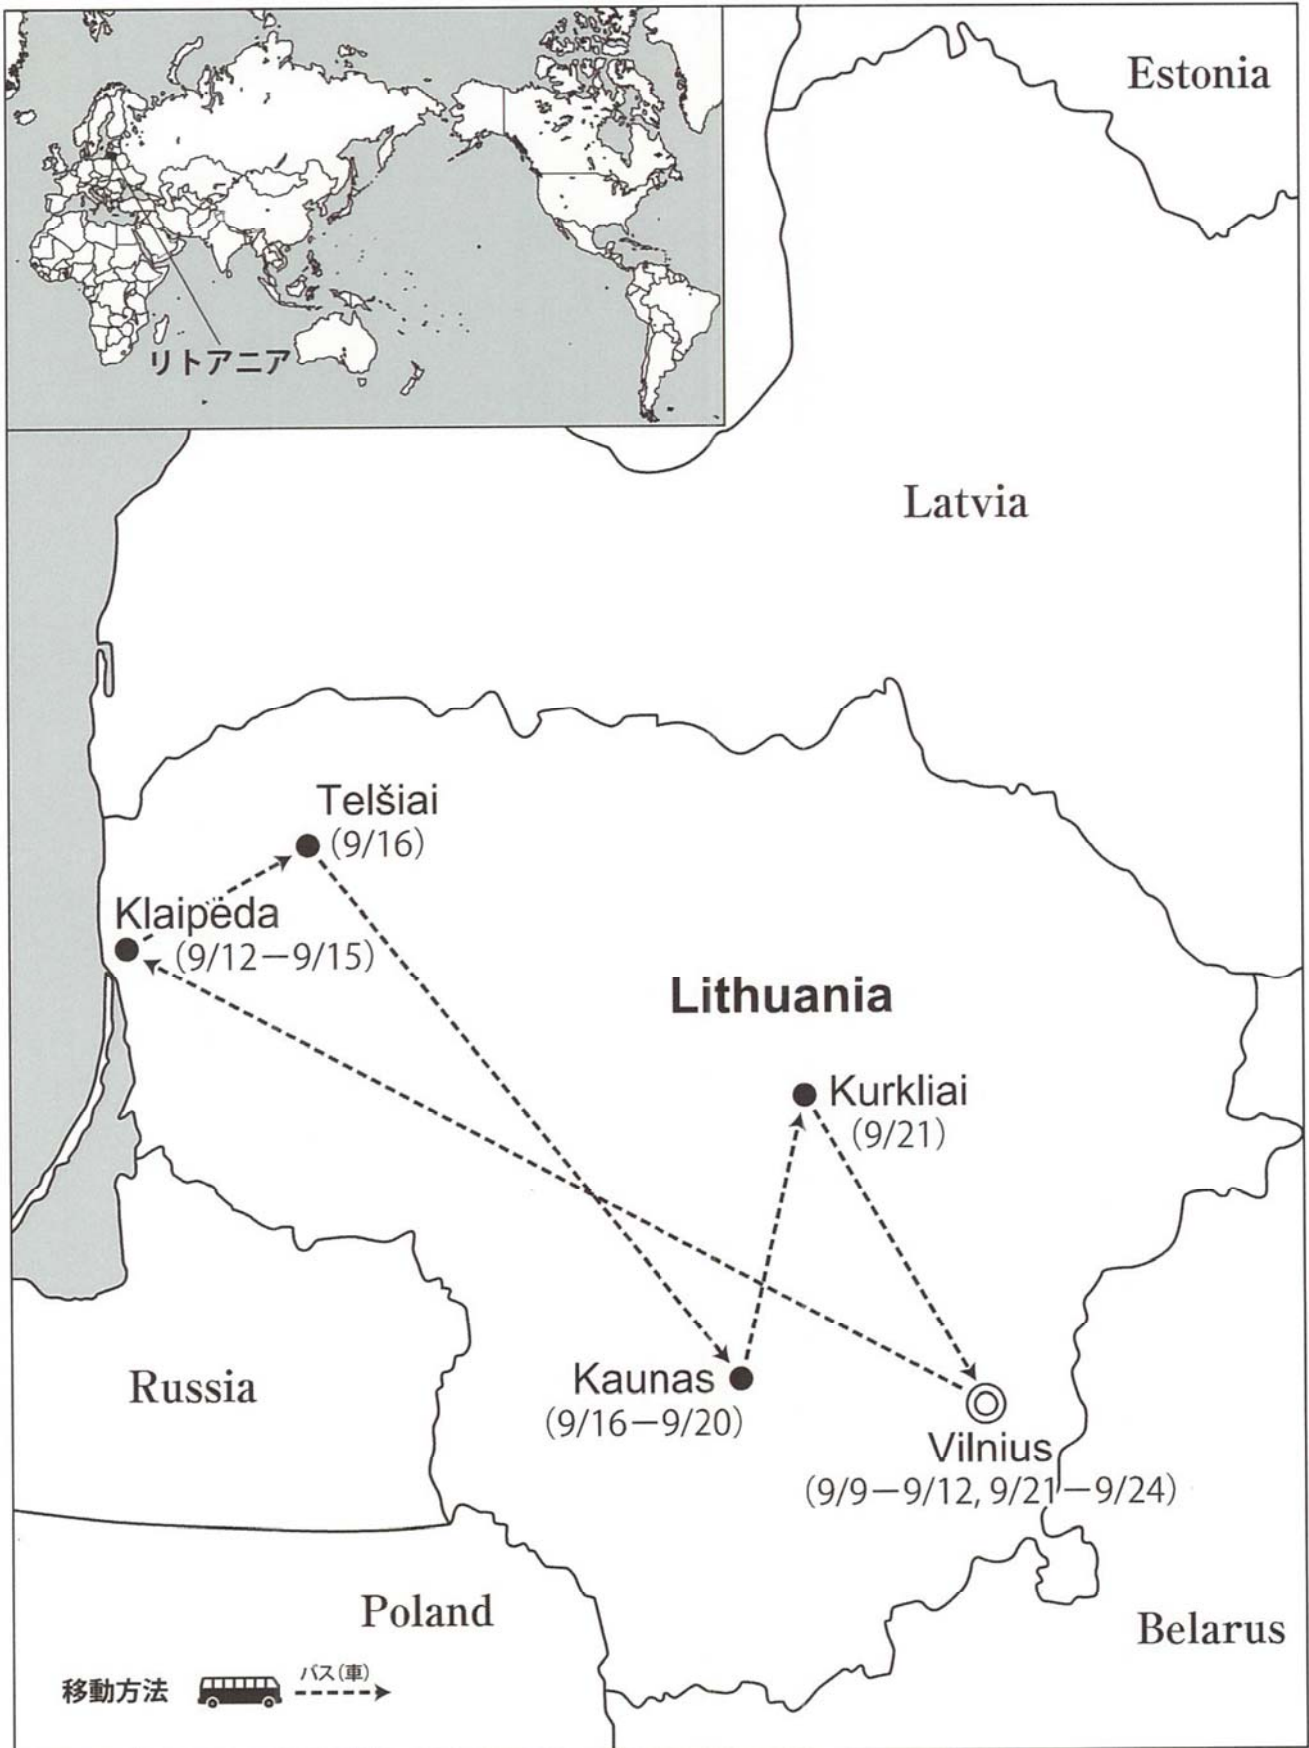 Estonia
リトアニア
Latvia
Telšiai
(9/16)
Klaipėda
(9/12−9/15)
Lithuania
Kurkliai
(9/21)
Russia
Kaunas
(9/16−9/20)
Vilnius
(9/9−9/12, 9/21−9/24)
Poland
Belarus
移動方法 バス(車)